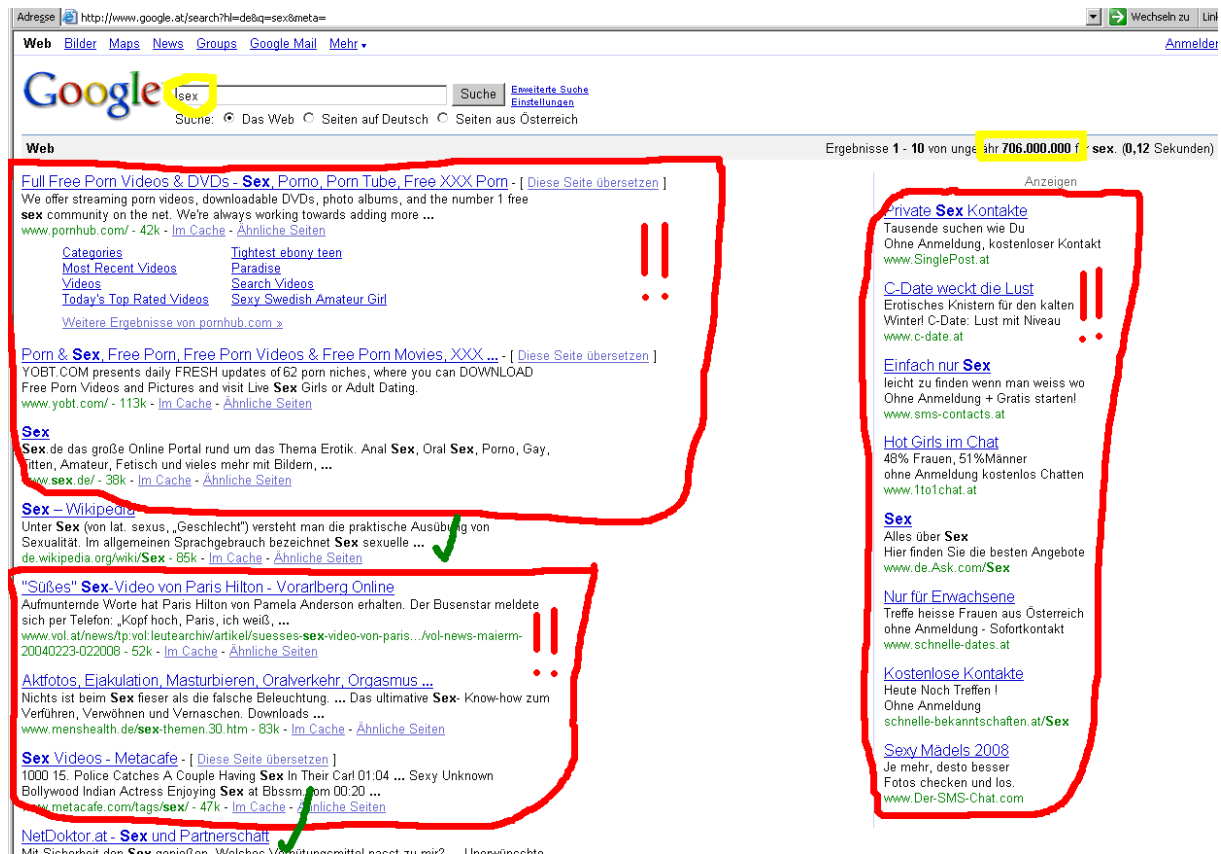 Adresse http://www.google.at/search?hl=de&q=sex&meta= Wechseln zu
Web Bilder Maps News Groups Google Mail Mehr Anmelden
Google sex Suche Erweiterte Suche
Einstellungen
Suche: Das Web Seiten auf Deutsch Seiten aus Österreich
Web Ergebnisse 1 - 10 von ungefähr 706.000.000 für sex. (0,12 Sekunden)
Full Free Porn Videos & DVDs - Sex, Porno, Porn Tube, Free XXX Porn - [ Diese Seite übersetzen ]
We offer streaming porn videos, downloadable DVDs, photo albums, and the number 1 free
sex community on the net. We're always working towards adding more ...
www.pornhub.com/ - 42k - Im Cache - Ähnliche Seiten
Categories Tightest ebony teen
Most Recent Videos Paradise
Videos Search Videos
Today's Top Rated Videos Sexy Swedish Amateur Girl
Weitere Ergebnisse von pornhub.com »
Porn & Sex, Free Porn, Free Porn Videos & Free Porn Movies, XXX ... - [ Diese Seite übersetzen ]
YOBT.COM presents daily FRESH updates of 62 porn niches, where you can DOWNLOAD
Free Porn Videos and Pictures and visit Live Sex Girls or Adult Dating.
www.yobt.com/ - 113k - Im Cache - Ähnliche Seiten
Sex
Sex.de das große Online Portal rund um das Thema Erotik. Anal Sex, Oral Sex, Porno, Gay,
Titten, Amateur, Fetisch und vieles mehr mit Bildern, ...
www.sex.de/ - 38k - Im Cache - Ähnliche Seiten
Sex – Wikipedia
Unter Sex (von lat. sexus, „Geschlecht") versteht man die praktische Ausübung von
Sexualität. Im allgemeinen Sprachgebrauch bezeichnet Sex sexuelle ...
de.wikipedia.org/wiki/Sex - 85k - Im Cache - Ähnliche Seiten
"Süßes" Sex-Video von Paris Hilton - Vorarlberg Online
Aufmunternde Worte hat Paris Hilton von Pamela Anderson erhalten. Der Busenstar meldete
sich per Telefon: „Kopf hoch, Paris, ich weiß, ...
www.vol.at/news/tp:vol:leutearchiv/artikel/suesses-sex-video-von-paris.../vol-news-maierm-
20040223-022008 - 52k - Im Cache - Ähnliche Seiten
Aktfotos, Ejakulation, Masturbieren, Oralverkehr, Orgasmus ...
Nichts ist beim Sex fieser als die falsche Beleuchtung. ... Das ultimative Sex- Know-how zum
Verführen, Verwöhnen und Vernaschen. Downloads ...
www.menshealth.de/sex-themen.30.htm - 83k - Im Cache - Ähnliche Seiten
Sex Videos - Metacafe - [ Diese Seite übersetzen ]
1000 15. Police Catches A Couple Having Sex In Their Car! 01:04 ... Sexy Unknown
Bollywood Indian Actress Enjoying Sex at Bbssm.com 00:20 ...
www.metacafe.com/tags/sex/ - 47k - Im Cache - Ähnliche Seiten
NetDoktor.at - Sex und Partnerschaft
Mit Sicherheit den Sex genießen. Welches Verhütungsmittel passt zu mir? ... Unerwünschte
Anzeigen
Private Sex Kontakte
Tausende suchen wie Du
Ohne Anmeldung, kostenloser Kontakt
www.SinglePost.at
C-Date weckt die Lust
Erotisches Knistern für den kalten
Winter! C-Date: Lust mit Niveau
www.c-date.at
Einfach nur Sex
leicht zu finden wenn man weiss wo
Ohne Anmeldung + Gratis starten!
www.sms-contacts.at
Hot Girls im Chat
48% Frauen, 51%Männer
ohne Anmeldung kostenlos Chatten
www.1to1chat.at
Sex
Alles über Sex
Hier finden Sie die besten Angebote
www.de.Ask.com/Sex
Nur für Erwachsene
Treffe heisse Frauen aus Österreich
ohne Anmeldung - Sofortkontakt
www.schnelle-dates.at
Kostenlose Kontakte
Heute Noch Treffen !
Ohne Anmeldung
schnelle-bekanntschaften.at/Sex
Sexy Mädels 2008
Je mehr, desto besser
Fotos checken und los.
www.Der-SMS-Chat.com
!!
!!
!!